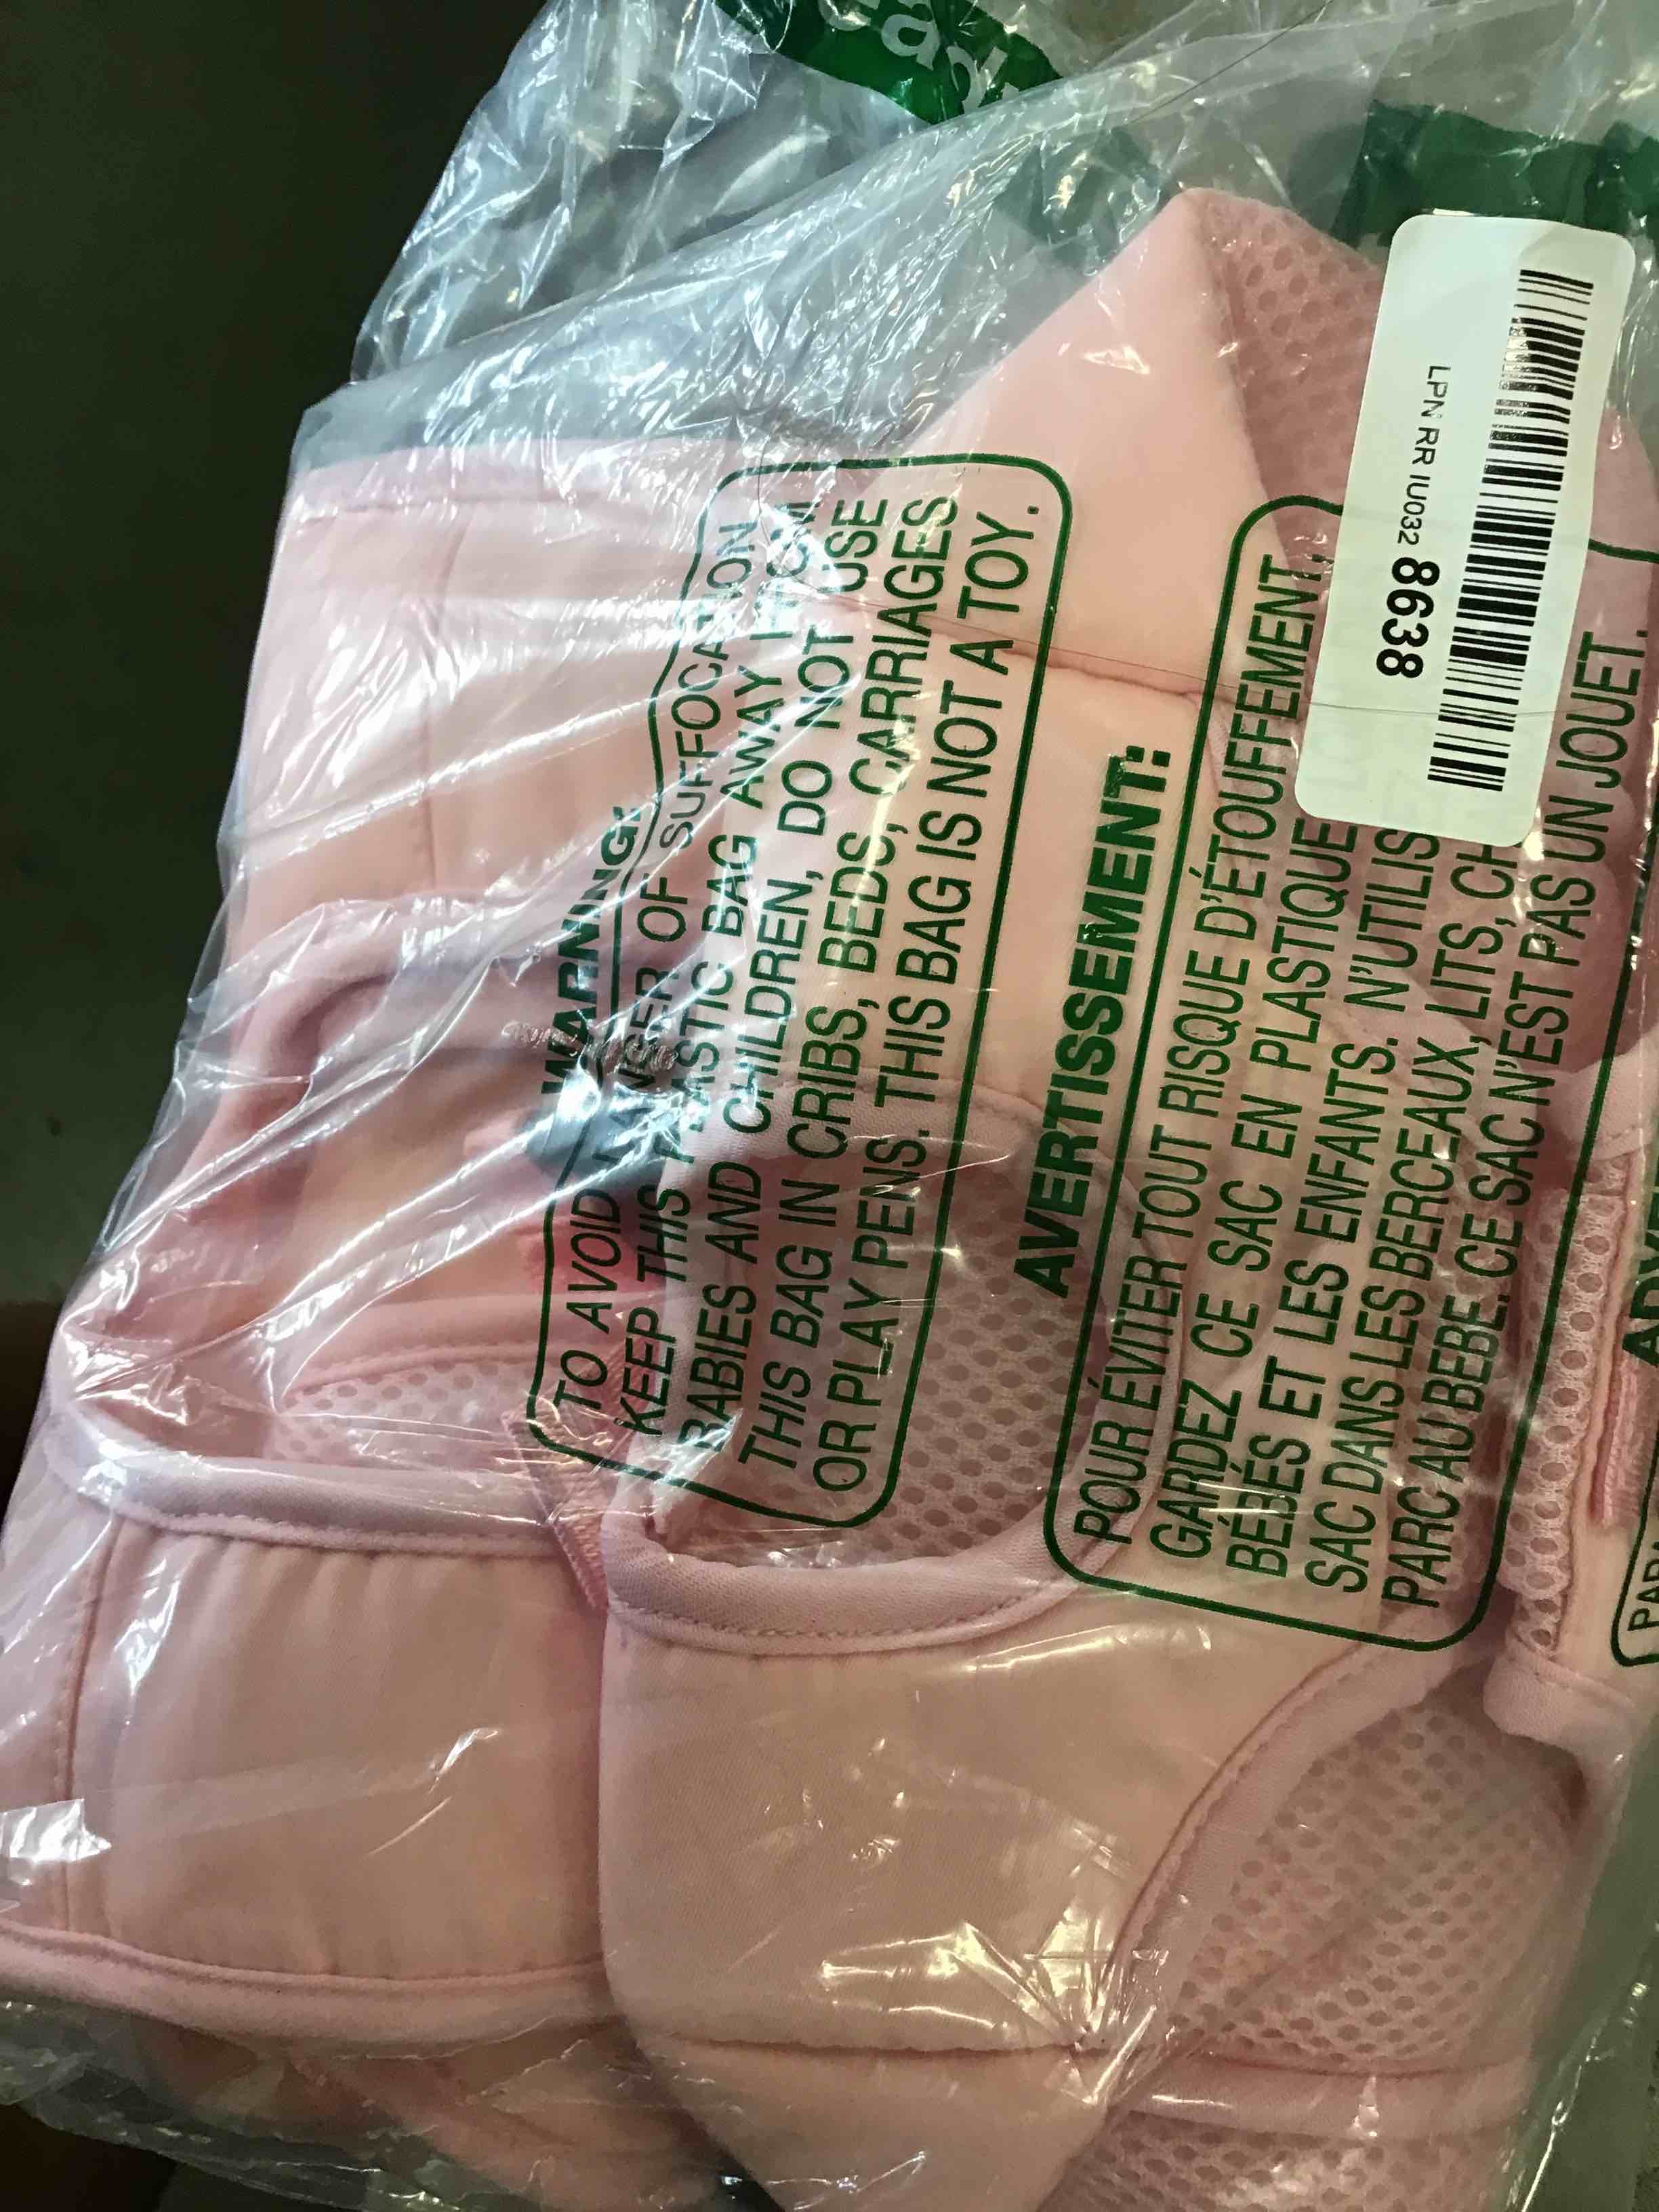 WARNING:
TO AVOID DANGER OF SUFFOCATION
KEEP THIS PLASTIC BAG AWAY FROM
BABIES AND CHILDREN, DO NOT USE
THIS BAG IN CRIBS, BEDS, CARRIAGES
OR PLAY PENS. THIS BAG IS NOT A TOY.
AVERTISSEMENT:
POUR ÉVITER TOUT RISQUE D'ÉTOUFFEMENT,
GARDEZ CE SAC EN PLASTIQUE
BÉBÉS ET LES ENFANTS. N'UTILIS
SAC DANS LES BERCEAUX, LITS, CH
PARC AU BEBE. CE SAC N'EST PAS UN JOUET.
LPN RR IU032 8638